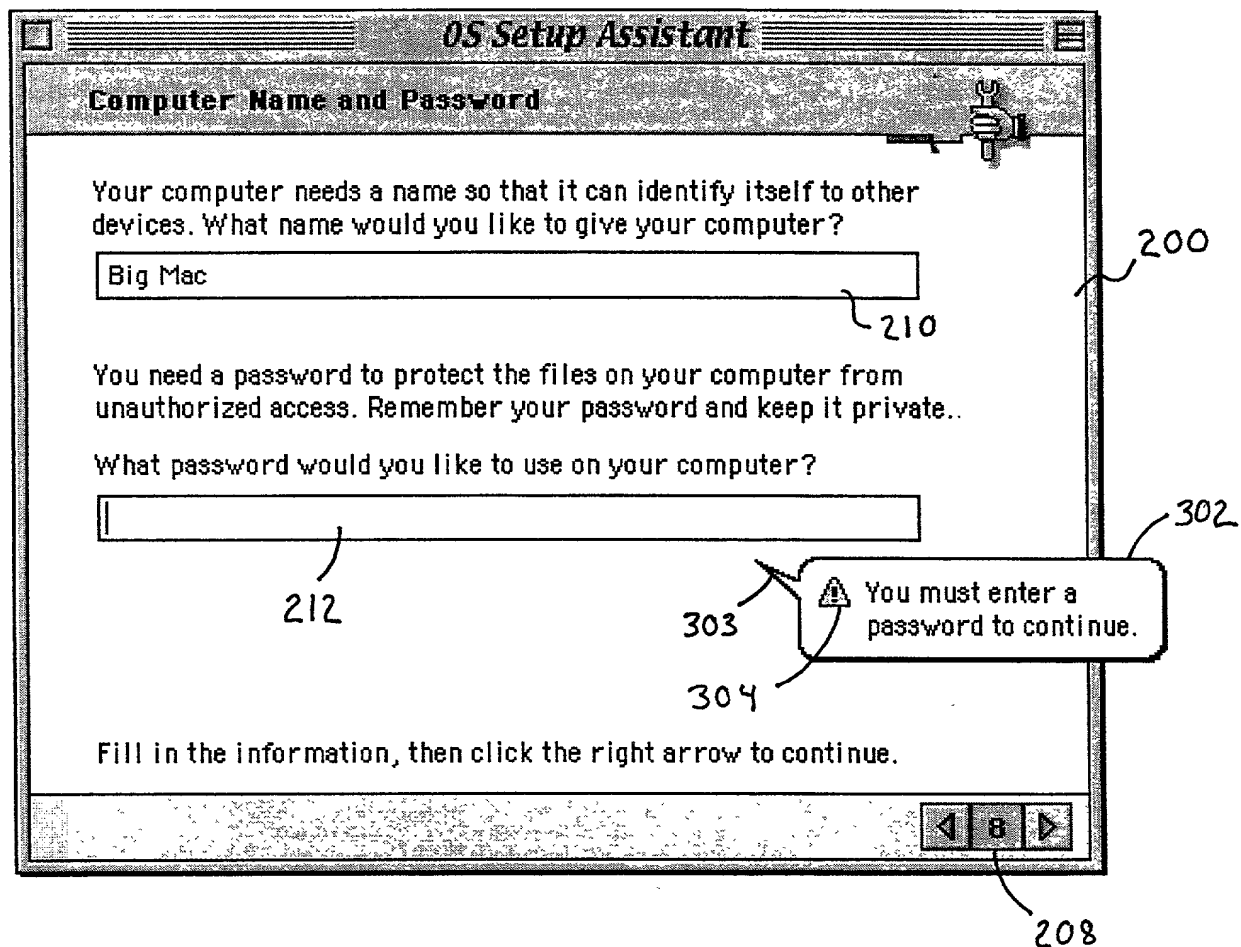 OS Setup Assistant
Computer Name and Password
Your computer needs a name so that it can identify itself to other
devices. What name would you like to give your computer?
200
Big Mac
210
You need a password to protect the files on your computer from
unauthorized access. Remember your password and keep it private..
What password would you like to use on your computer?
302
212
303
You must enter a
password to continue.
304
Fill in the information, then click the right arrow to continue.
8
208